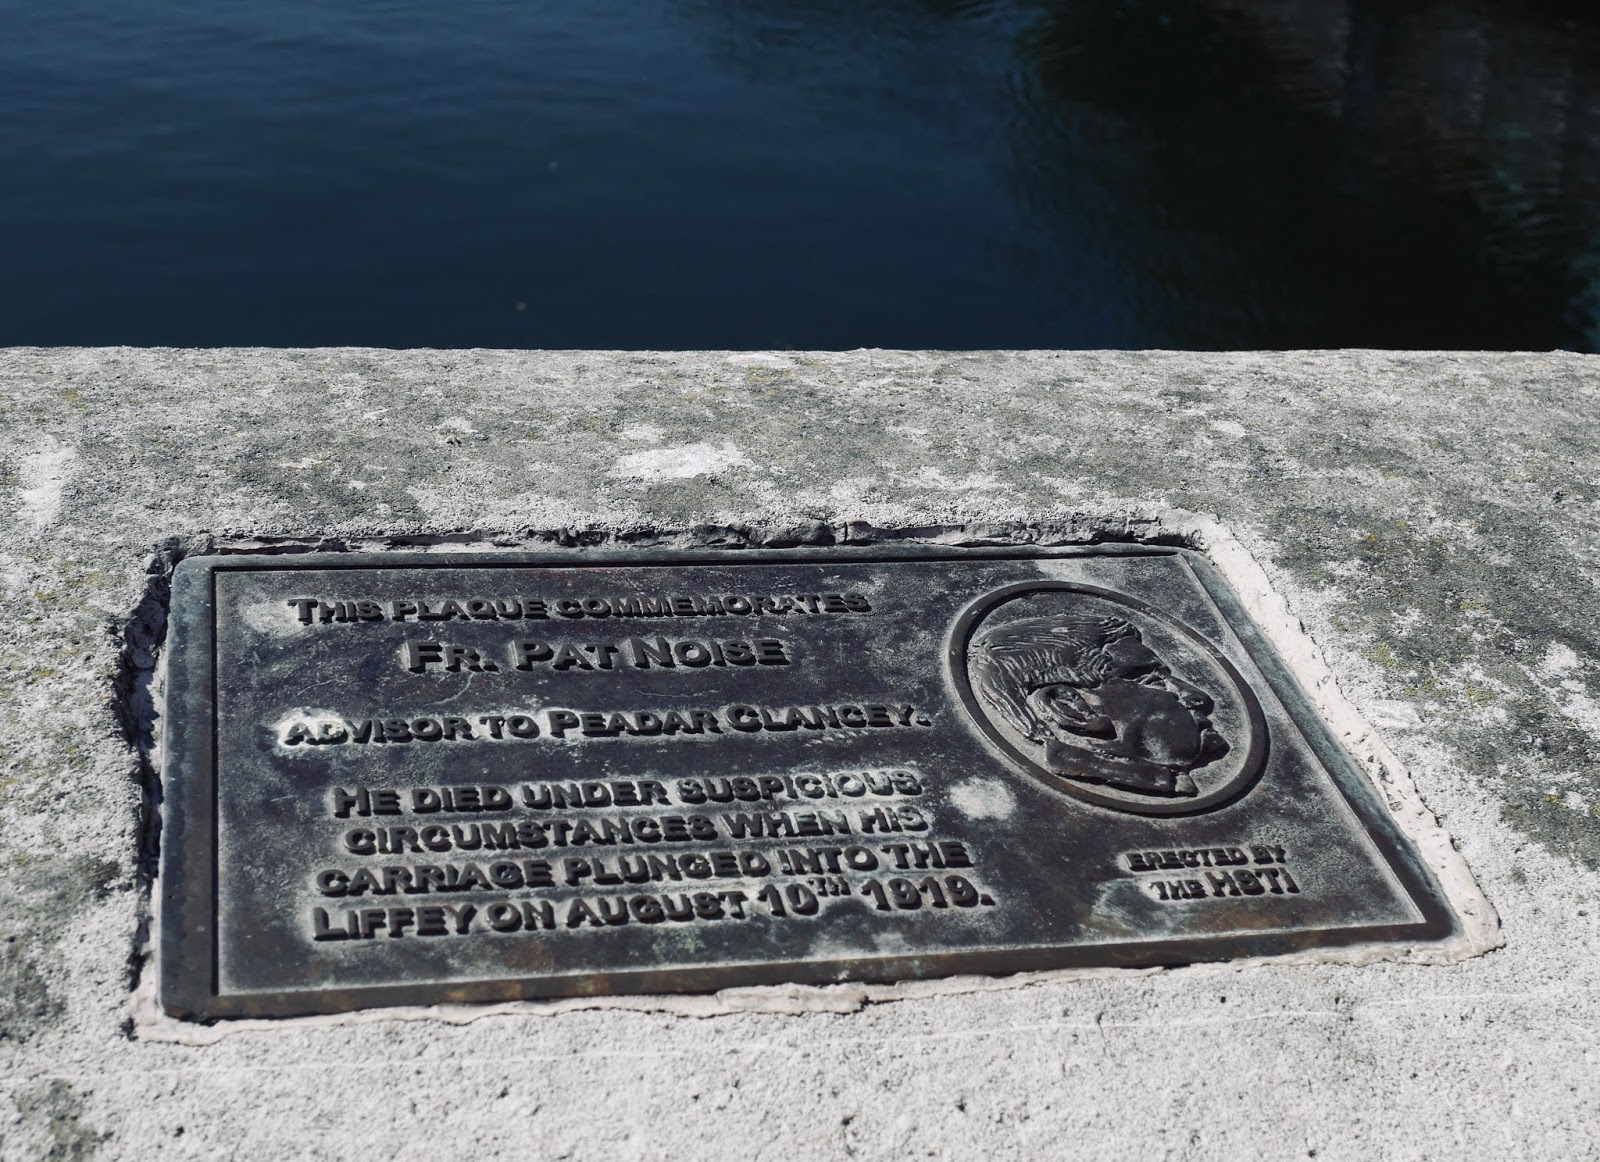 THIS PLAQUE COMMEMORATES
FR. PAT NOISE
ADVISOR TO PEADAR CLANCEY.
HE DIED UNDER SUSPICIOUS
CIRCUMSTANCES WHEN HIS
CARRIAGE PLUNGED INTO THE
LIFFEY ON AUGUST 10TH 1919.
ERECTED BY
THE HSTI